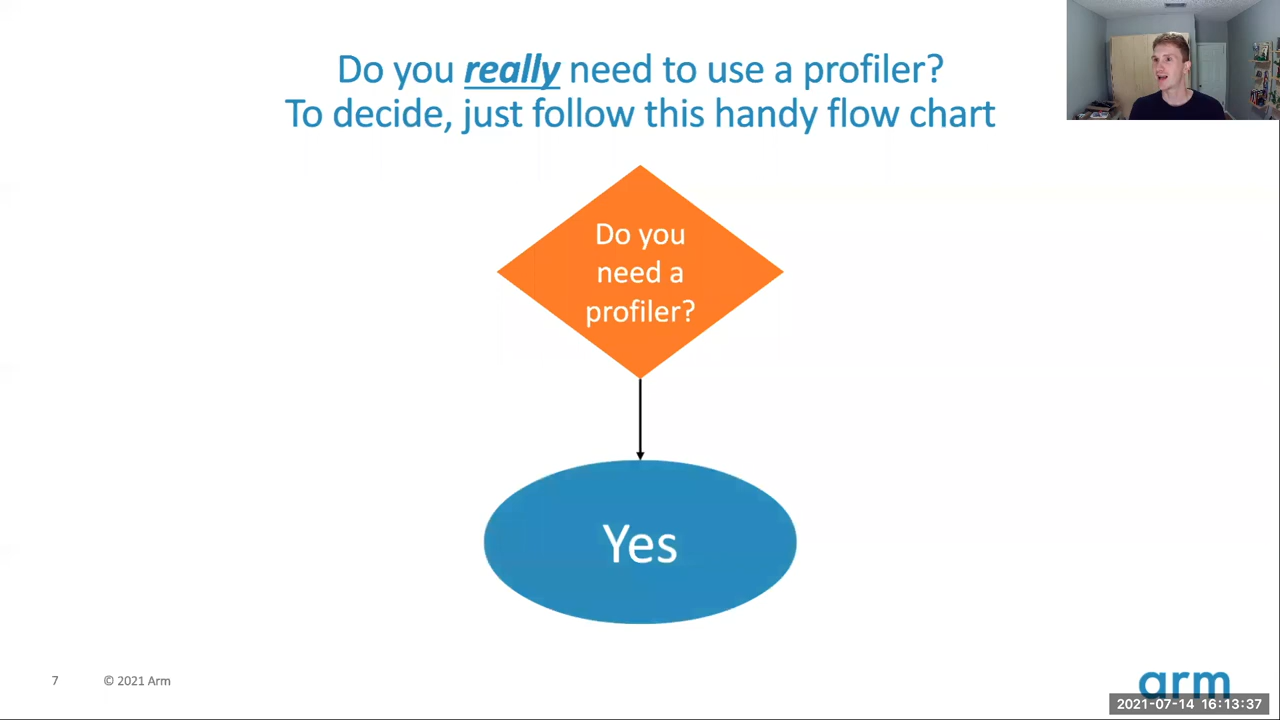 Do you really need to use a profiler?
To decide, just follow this handy flow chart
Do you
need a
profiler?
Yes
7
© 2021 Arm
arm
2021-07-14 16:13:37